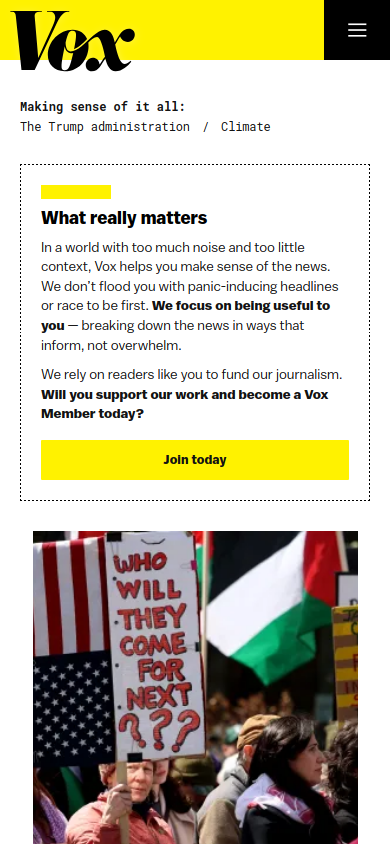 Vox
Making sense of it all:
The Trump administration / Climate
What really matters
In a world with too much noise and too little
context, Vox helps you make sense of the news.
We don't flood you with panic-inducing headlines
or race to be first. We focus on being useful to
you — breaking down the news in ways that
inform, not overwhelm.
We rely on readers like you to fund our journalism.
Will you support our work and become a Vox
Member today?
Join today
WHO
WILL
THEY
COME
FOR
NEXT
???